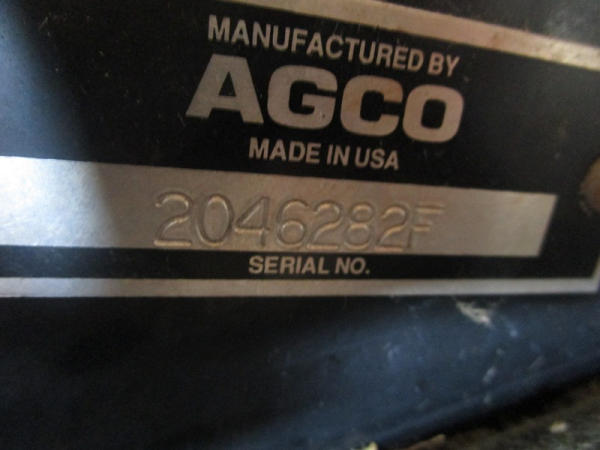 MANUFACTURED BY
AGCO
MADE IN USA
2046282F
SERIAL NO.